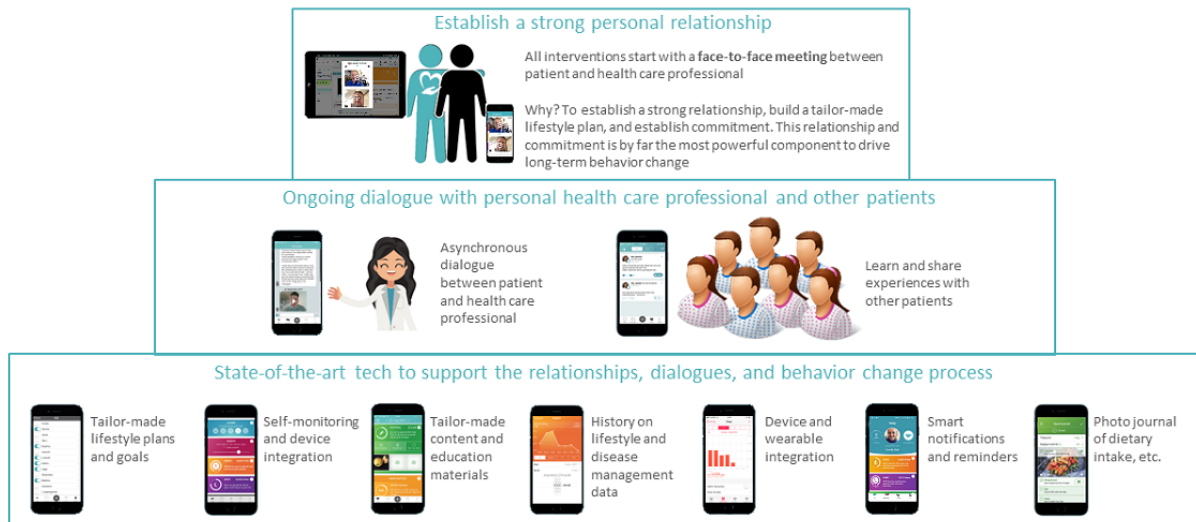 Establish a strong personal relationship
All interventions start with a face-to-face meeting between
patient and health care professional
Why? To establish a strong relationship, build a tailor-made
lifestyle plan, and establish commitment. This relationship and
commitment is by far the most powerful component to drive
long-term behavior change
Ongoing dialogue with personal health care professional and other patients
Asynchronous
dialogue
between patient
and health care
professional
Learn and share
experiences with
other patients
State-of-the-art tech to support the relationships, dialogues, and behavior change process
Tailor-made
lifestyle plans
and goals
Self-monitoring
and device
integration
Tailor-made
content and
education
materials
History on
lifestyle and
disease
management
data
Device and
wearable
integration
Smart
notifications
and reminders
Photo journal
of dietary
intake, etc.